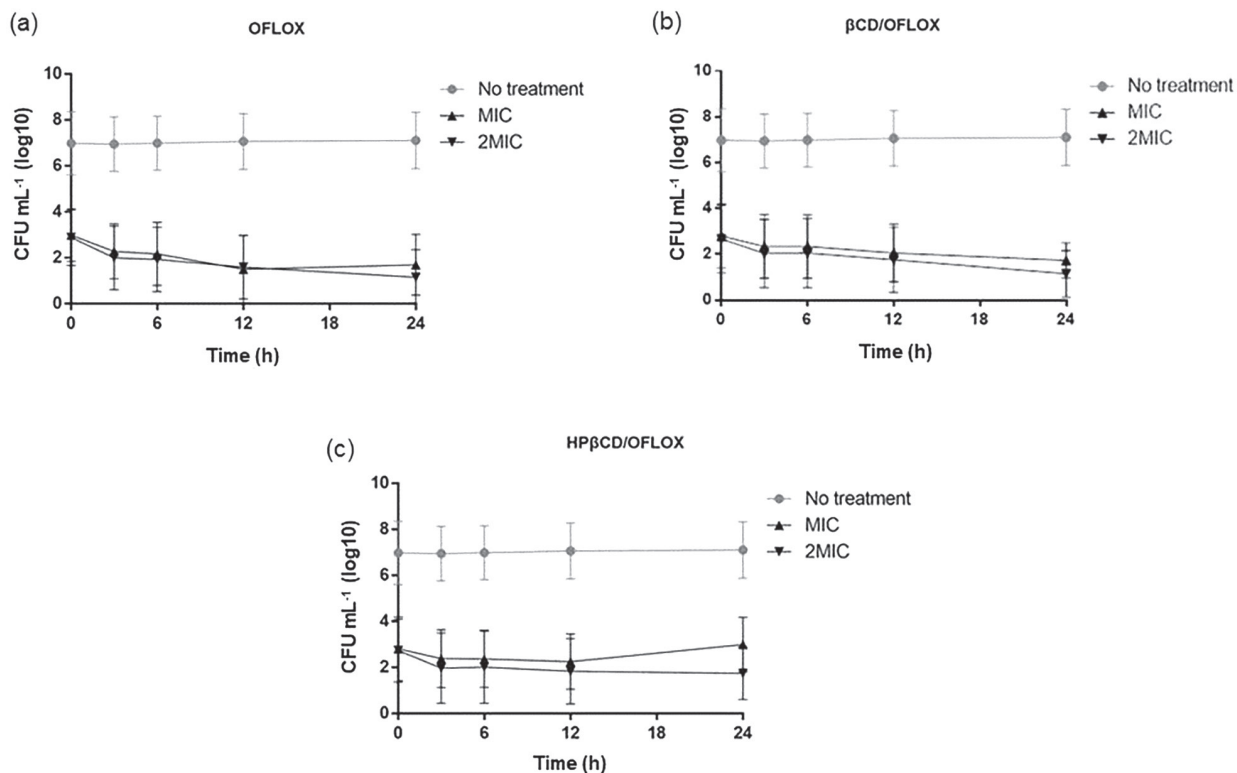 (a)
OFLOX
CFU mL-1 (log10)
10
8
6
4
2
0
0 6 12 18 24
Time (h)
No treatment
MIC
2MIC
(b)
βCD/OFLOX
CFU mL-1 (log10)
10
8
6
4
2
0
0 6 12 18 24
Time (h)
No treatment
MIC
2MIC
(c)
HPβCD/OFLOX
CFU mL-1 (log10)
10
8
6
4
2
0
0 6 12 18 24
Time (h)
No treatment
MIC
2MIC